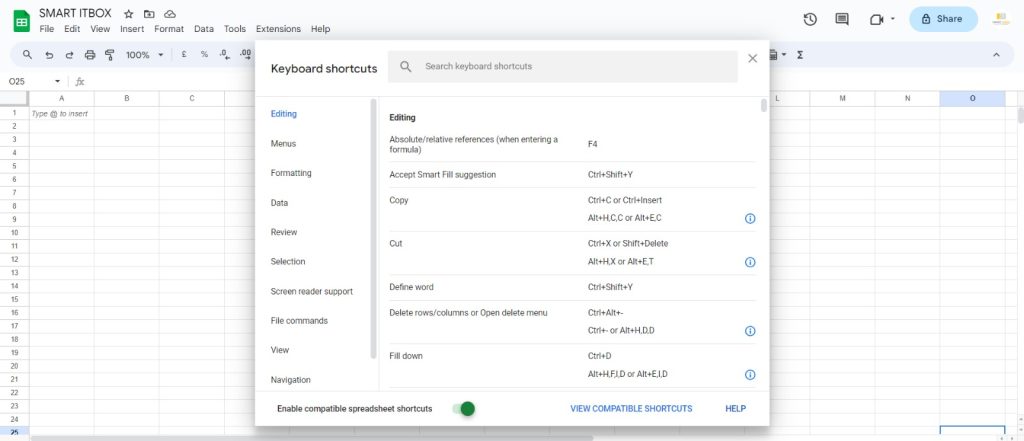 SMART ITBOX
File Edit View Insert Format Data Tools Extensions Help
Share
100% £ % .0 .00 Σ
O25 fx
A B C L M N O
1 Type @ to insert
2
3
4
5
6
7
8
9
10
11
12
13
14
15
16
17
18
19
20
21
22
23
24
25
Keyboard shortcuts
Search keyboard shortcuts
Editing
Menus
Formatting
Data
Review
Selection
Screen reader support
File commands
View
Navigation
Editing
Absolute/relative references (when entering a
formula)
F4
Accept Smart Fill suggestion Ctrl+Shift+Y
Copy Ctrl+C or Ctrl+Insert
Alt+H,C,C or Alt+E,C
Cut Ctrl+X or Shift+Delete
Alt+H,X or Alt+E,T
Define word Ctrl+Shift+Y
Delete rows/columns or Open delete menu Ctrl+Alt+-
Ctrl+- or Alt+H,D,D
Fill down Ctrl+D
Alt+H,F,I,D or Alt+E,I,D
Enable compatible spreadsheet shortcuts VIEW COMPATIBLE SHORTCUTS HELP